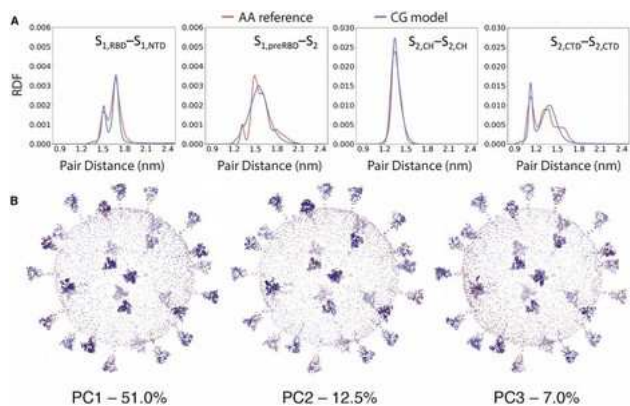 A
AA reference CG model
S1,RBD–S1,NTD
S1,preRBD–S2
S2,CH–S2,CH
S2,CTD–S2,CTD
RDF
0.006 0.006 0.030 0.030
0.005 0.005 0.025 0.025
0.004 0.004 0.020 0.020
0.003 0.003 0.015 0.015
0.002 0.002 0.010 0.010
0.001 0.001 0.005 0.005
0.000 0.000 0.000 0.000
0.9 1.2 1.5 1.8 2.1 2.4 0.9 1.2 1.5 1.8 2.1 2.4 0.9 1.2 1.5 1.8 2.1 2.4 0.9 1.2 1.5 1.8 2.1 2.4
Pair Distance (nm) Pair Distance (nm) Pair Distance (nm) Pair Distance (nm)
B
PC1 – 51.0% PC2 – 12.5% PC3 – 7.0%